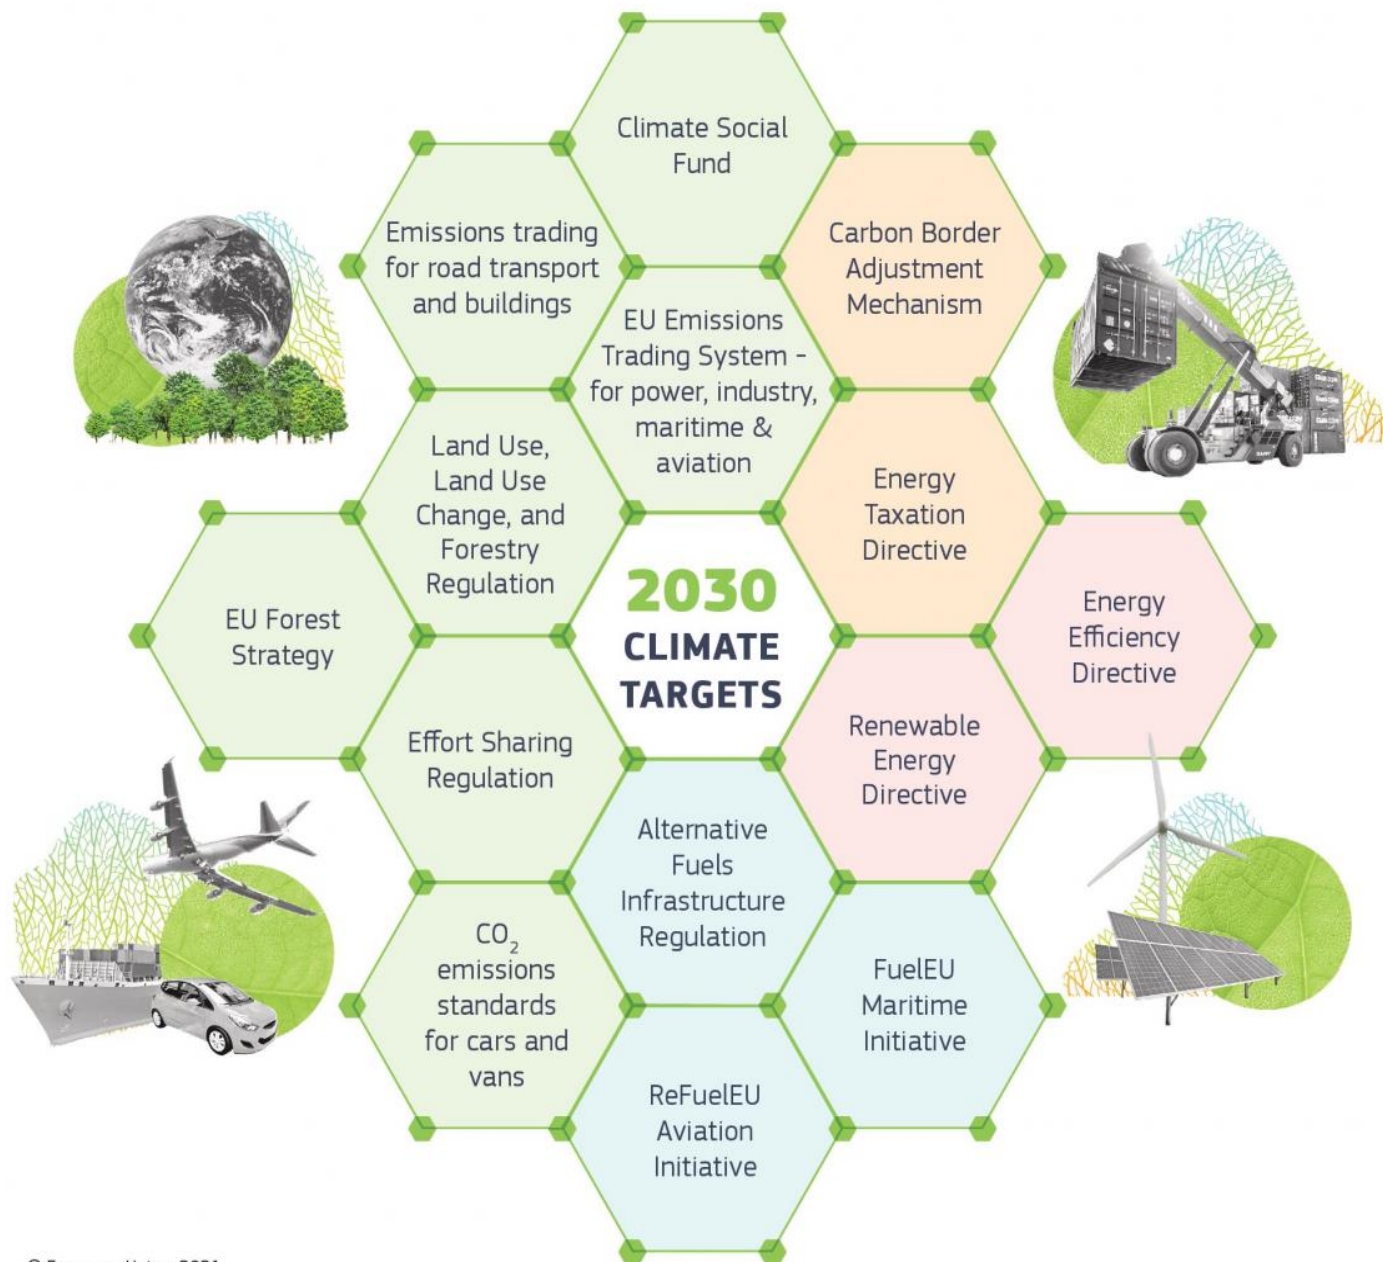 Climate Social
Fund
Emissions trading
for road transport
and buildings
Carbon Border
Adjustment
Mechanism
EU Emissions
Trading System -
for power, industry,
maritime &
aviation
Land Use,
Land Use
Change, and
Forestry
Regulation
Energy
Taxation
Directive
EU Forest
Strategy
2030
CLIMATE
TARGETS
Energy
Efficiency
Directive
Effort Sharing
Regulation
Renewable
Energy
Directive
Alternative
Fuels
Infrastructure
Regulation
CO₂
emissions
standards
for cars and
vans
FuelEU
Maritime
Initiative
ReFuelEU
Aviation
Initiative